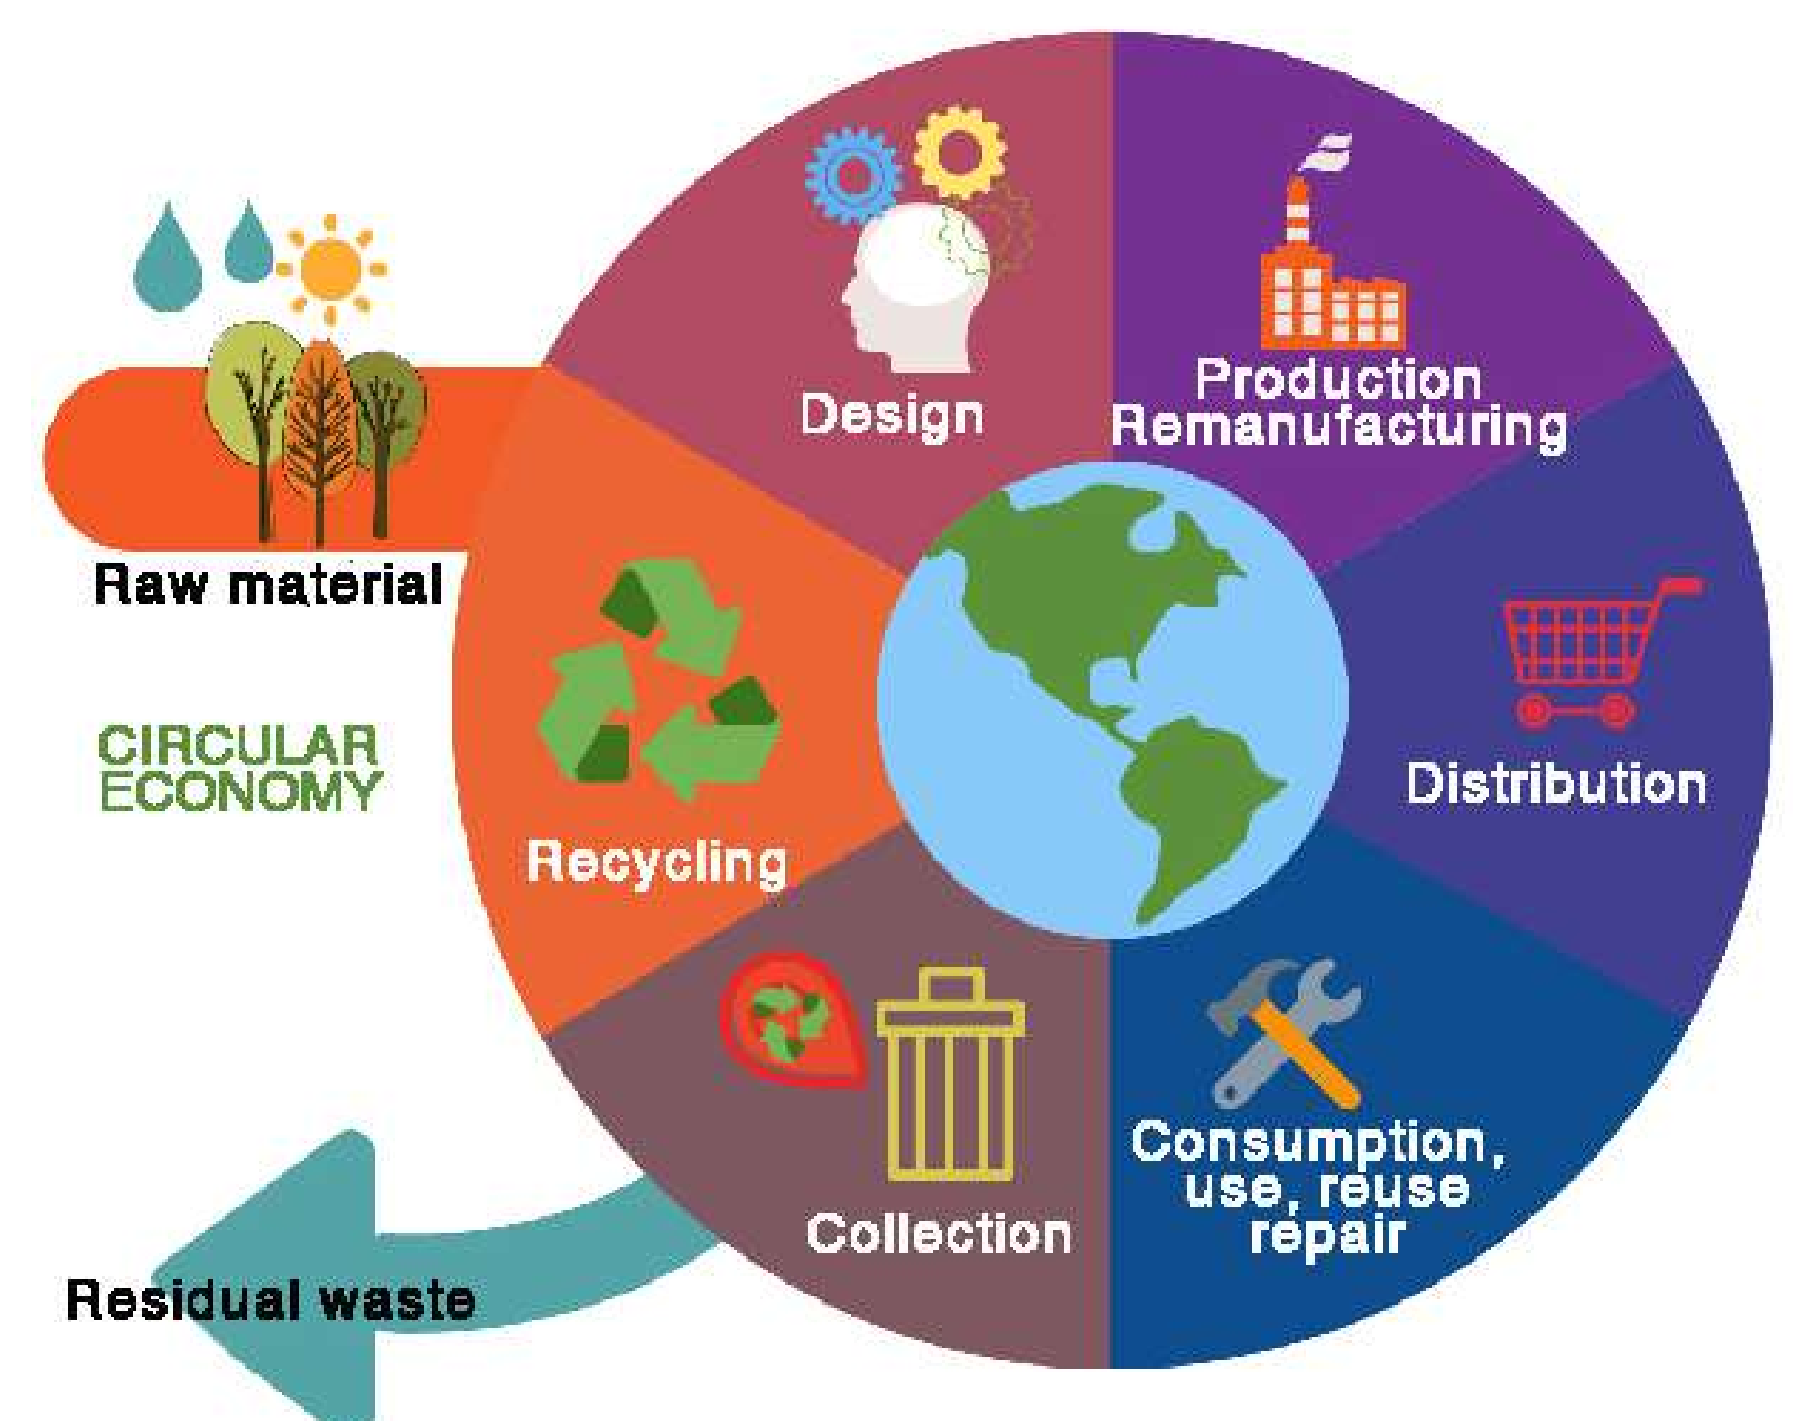 Design
Production
Remanufacturing
Raw material
CIRCULAR
ECONOMY
Recycling
Distribution
Collection
Consumption,
use, reuse
repair
Residual waste